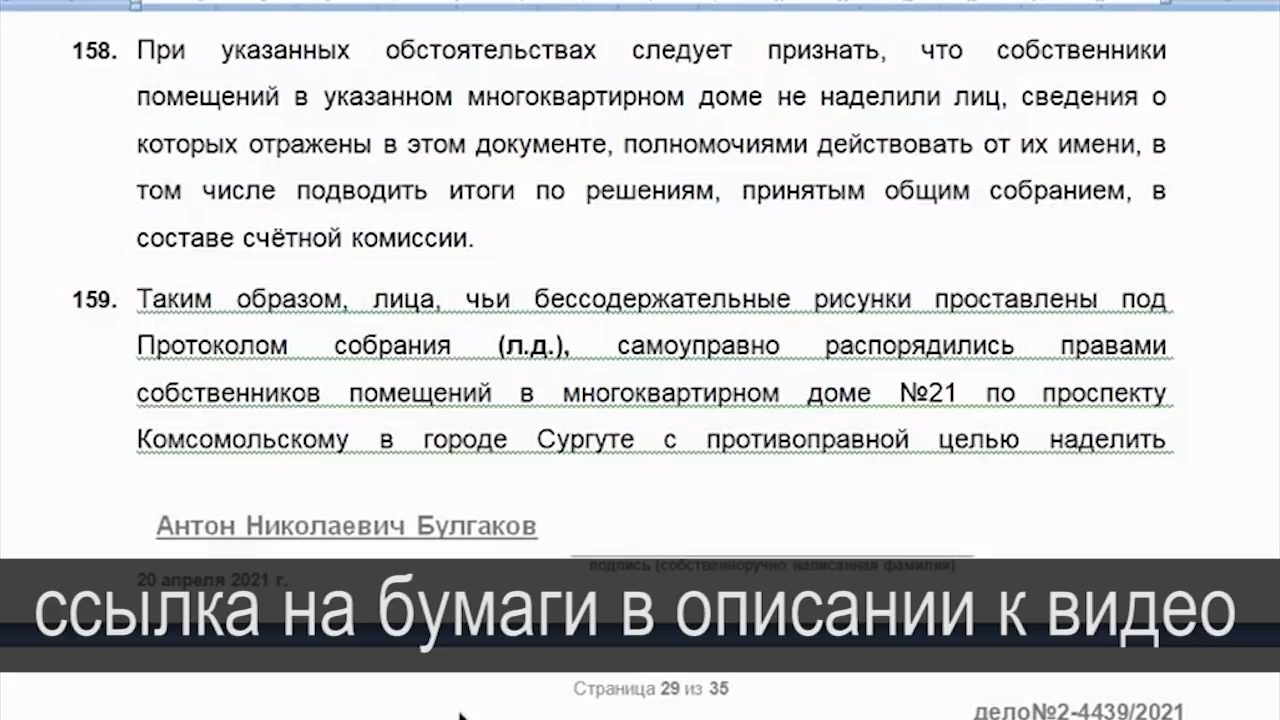 158. При указанных обстоятельствах следует признать, что собственники
помещений в указанном многоквартирном доме не наделили лиц, сведения о
которых отражены в этом документе, полномочиями действовать от их имени, в
том числе подводить итоги по решениям, принятым общим собранием, в
составе счётной комиссии.
159. Таким образом, лица, чьи бессодержательные рисунки проставлены под
Протоколом собрания (л.д.), самоуправно распорядились правами
собственников помещений в многоквартирном доме №21 по проспекту
Комсомольскому в городе Сургуте с противоправной целью наделить
Антон Николаевич Булгаков
подпись (собственноручно написанная фамилия)
20 апреля 2021 г.
ссылка на бумаги в описании к видео
Страница 29 из 35
дело№2-4439/2021